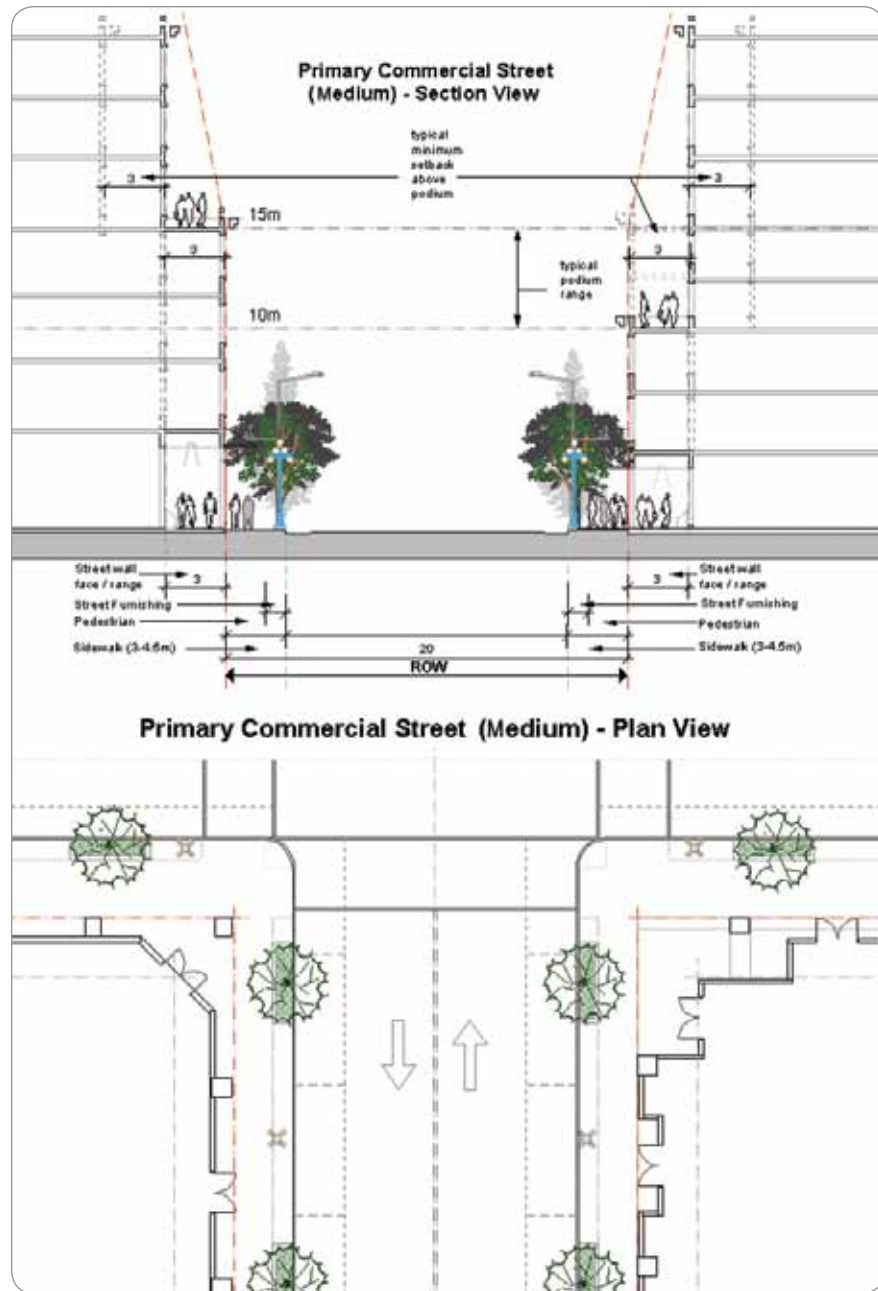 Primary Commercial Street
(Medium) - Section View
typical
minimum
setback
above
podium
3
3
15m
3
3
typical
podium
range
10m
Street wall
face / range
3
3
Street wall
face / range
Street Furnishing
Street Furnishing
Pedestrian
Pedestrian
Sidewalk (3-4.5m)
20
Sidewalk (3-4.5m)
ROW
Primary Commercial Street (Medium) - Plan View